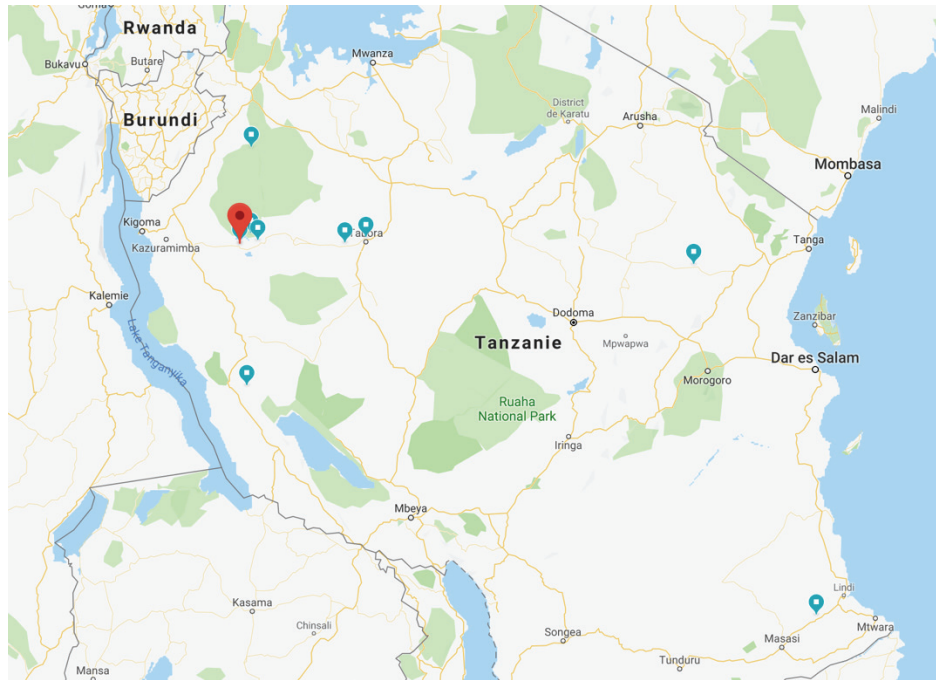 Goma
Rwanda
Bukavu
Butare
Mwanza
Burundi
District
de Karatu
Arusha
Malindi
Mombasa
Kigoma
Kazuramimba
Tabora
Tanga
Kalemie
Lake Tanganyika
Dodoma
Zanzibar
Tanzanie
Mpwapwa
Dar es Salam
Morogoro
Ruaha
National Park
Iringa
Mbeya
Kasama
Chinsali
Lindi
Mtwara
Songea
Masasi
Tunduru
Mansa